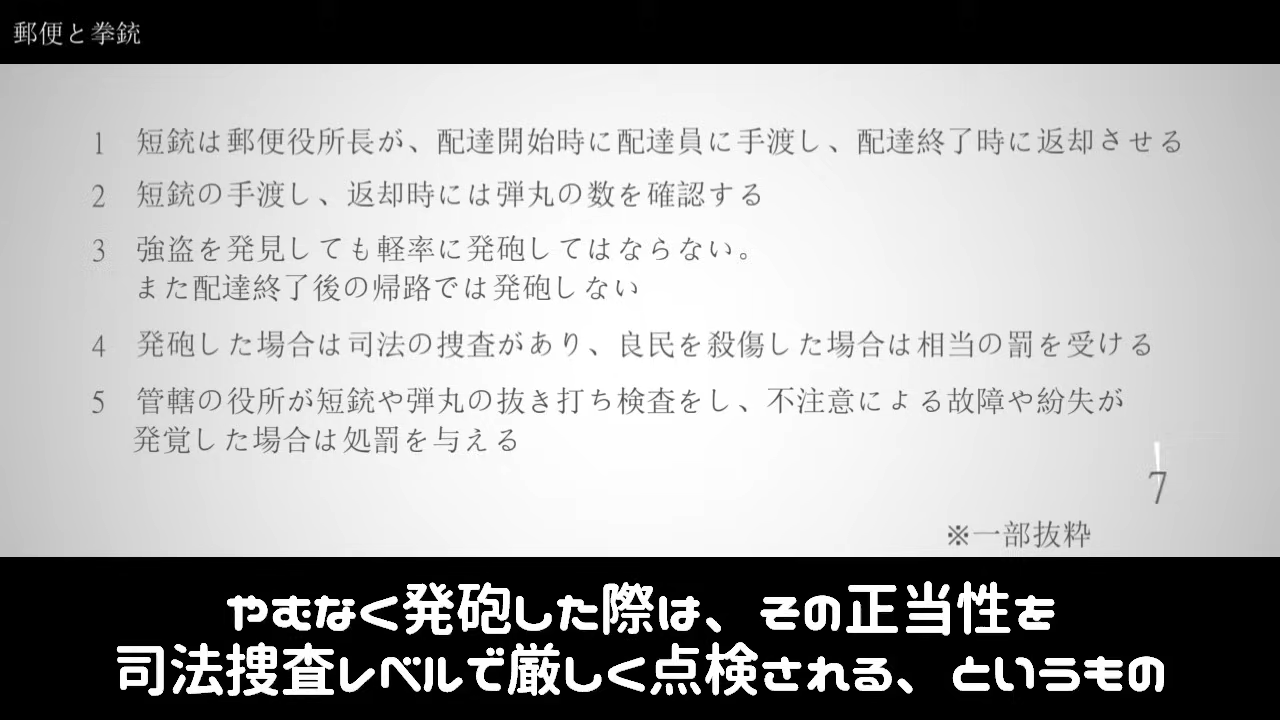 郵便と拳銃
1 短銃は郵便役所長が、配達開始時に配達員に手渡し、配達終了時に返却させる
2 短銃の手渡し、返却時には弾丸の数を確認する
3 強盗を発見しても軽率に発砲してはならない。
また配達終了後の帰路では発砲しない
4 発砲した場合は司法の捜査があり、良民を殺傷した場合は相当の罰を受ける
5 管轄の役所が短銃や弾丸の抜き打ち検査をし、不注意による故障や紛失が
発覚した場合は処罰を与える
7
※一部抜粋
やむなく発砲した際は、その正当性を
司法捜査レベルで厳しく点検される、というもの